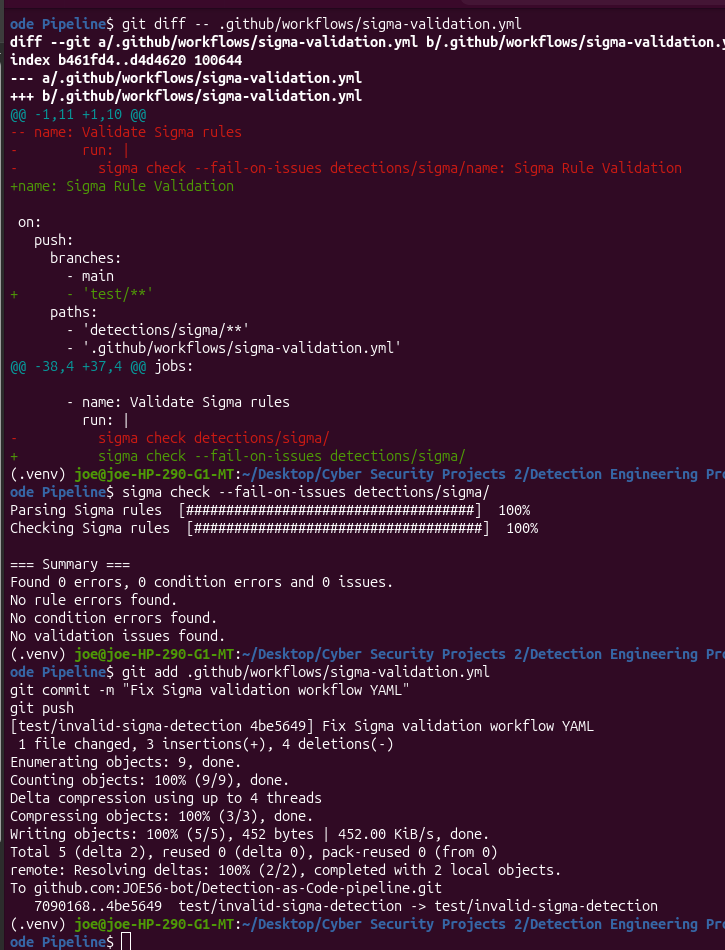 ode Pipeline$ git diff -- .github/workflows/sigma-validation.yml
diff --git a/.github/workflows/sigma-validation.yml b/.github/workflows/sigma-validation.y
index b461fd4..d4d4620 100644
--- a/.github/workflows/sigma-validation.yml
+++ b/.github/workflows/sigma-validation.yml
@@ -1,11 +1,10 @@
-- name: Validate Sigma rules
-        run: |
-          sigma check --fail-on-issues detections/sigma/name: Sigma Rule Validation
+name: Sigma Rule Validation

 on:
   push:
     branches:
       - main
+      - 'test/**'
     paths:
       - 'detections/sigma/**'
       - '.github/workflows/sigma-validation.yml'
@@ -38,4 +37,4 @@ jobs:

       - name: Validate Sigma rules
         run: |
-          sigma check detections/sigma/
+          sigma check --fail-on-issues detections/sigma/
(.venv) joe@joe-HP-290-G1-MT:~/Desktop/Cyber Security Projects 2/Detection Engineering Pro
ode Pipeline$ sigma check --fail-on-issues detections/sigma/
Parsing Sigma rules  [####################################]  100%
Checking Sigma rules  [####################################]  100%

=== Summary ===
Found 0 errors, 0 condition errors and 0 issues.
No rule errors found.
No condition errors found.
No validation issues found.
(.venv) joe@joe-HP-290-G1-MT:~/Desktop/Cyber Security Projects 2/Detection Engineering Pro
ode Pipeline$ git add .github/workflows/sigma-validation.yml
git commit -m "Fix Sigma validation workflow YAML"
git push
[test/invalid-sigma-detection 4be5649] Fix Sigma validation workflow YAML
 1 file changed, 3 insertions(+), 4 deletions(-)
Enumerating objects: 9, done.
Counting objects: 100% (9/9), done.
Delta compression using up to 4 threads
Compressing objects: 100% (3/3), done.
Writing objects: 100% (5/5), 452 bytes | 452.00 KiB/s, done.
Total 5 (delta 2), reused 0 (delta 0), pack-reused 0 (from 0)
remote: Resolving deltas: 100% (2/2), completed with 2 local objects.
To github.com:JOE56-bot/Detection-as-Code-pipeline.git
   7090168..4be5649  test/invalid-sigma-detection -> test/invalid-sigma-detection
(.venv) joe@joe-HP-290-G1-MT:~/Desktop/Cyber Security Projects 2/Detection Engineering Pro
ode Pipeline$